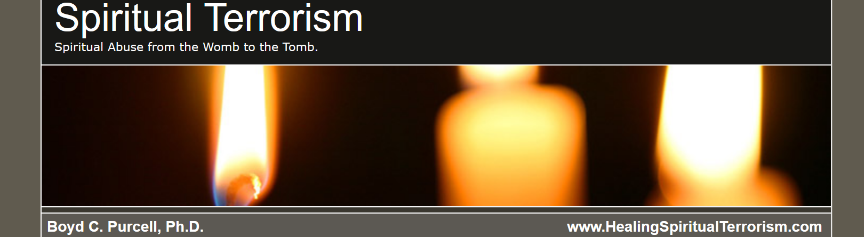 Spiritual Terrorism
Spiritual Abuse from the Womb to the Tomb.
Boyd C. Purcell, Ph.D.
www.HealingSpiritualTerrorism.com